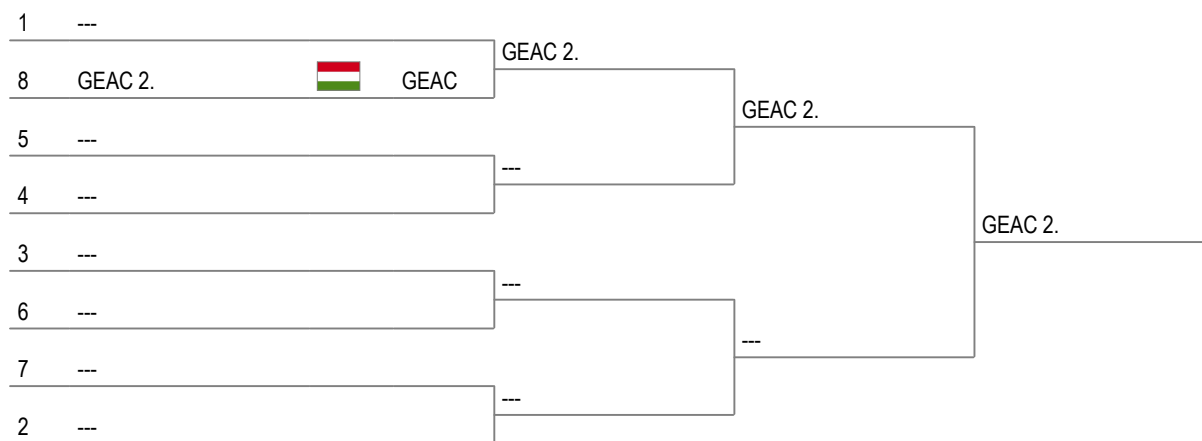 1 ---
GEAC 2.
8 GEAC 2. GEAC
GEAC 2.
5 ---
---
4 ---
GEAC 2.
3 ---
---
6 ---
---
7 ---
---
2 ---